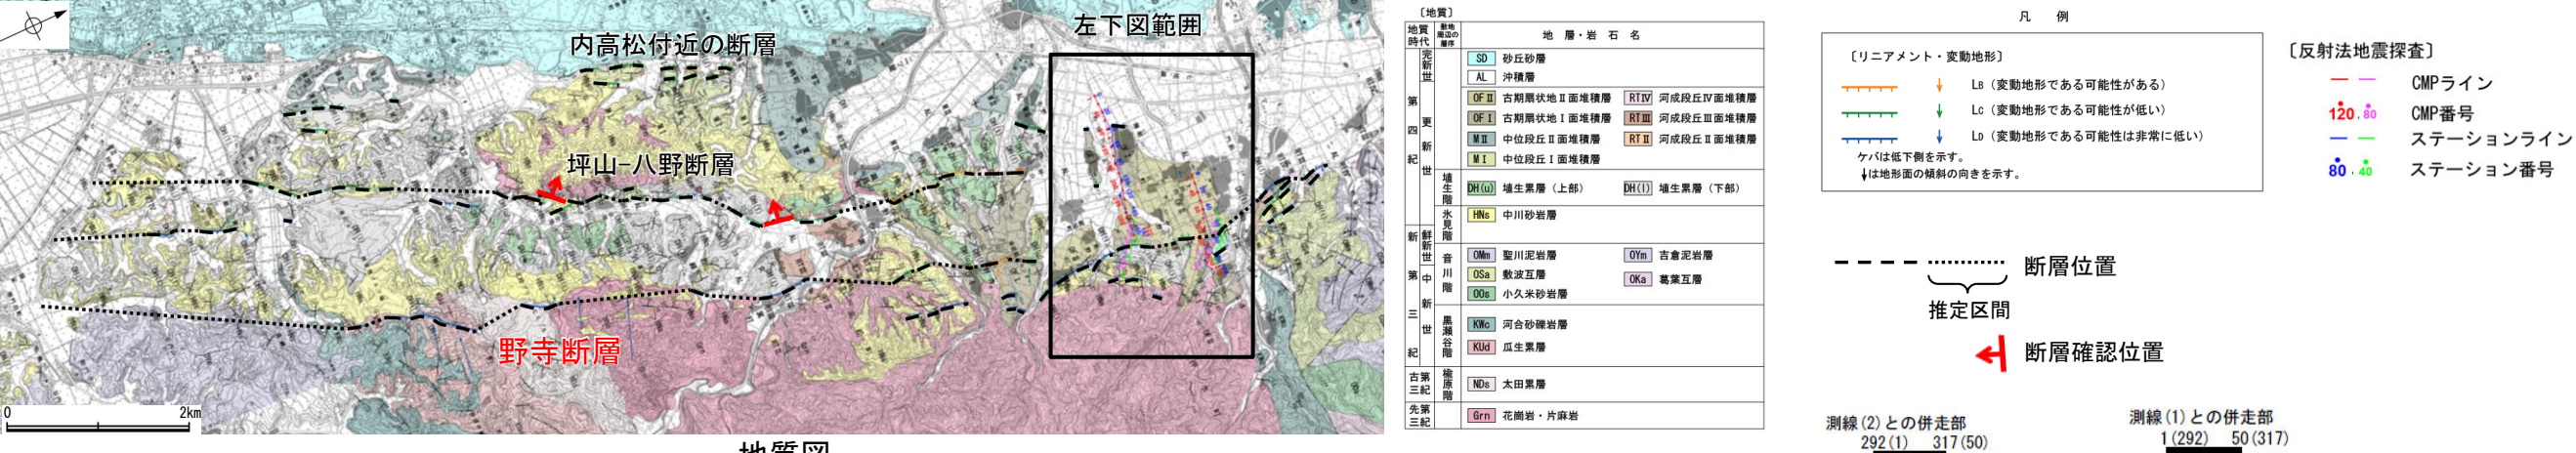 左下図範囲
内高松付近の断層
坪山−八野断層
野寺断層
0 2km
地質図
〔地質〕
地質時代
敷地周辺の層序
地 層・岩 石 名
完新世
SD 砂丘砂層
AL 沖積層
第四紀
更新世
OFⅡ 古期扇状地Ⅱ面堆積層 RTⅣ 河成段丘Ⅳ面堆積層
OFⅠ 古期扇状地Ⅰ面堆積層 RTⅢ 河成段丘Ⅲ面堆積層
MⅡ 中位段丘Ⅱ面堆積層 RTⅡ 河成段丘Ⅱ面堆積層
MⅠ 中位段丘Ⅰ面堆積層
埴生階
DH(u) 埴生累層（上部） DH(l) 埴生累層（下部）
氷見階
HNs 中川砂岩層
新第三紀
鮮新世
中新世
音川階
OMm 聖川泥岩層 OYm 吉倉泥岩層
OSa 敷波互層 OKa 葛葉互層
OOs 小久米砂岩層
黒瀬谷階
KWc 河合砂礫岩層
KUd 瓜生累層
古第三紀
楡原階
NDs 太田累層
先第三紀
Grn 花崗岩・片麻岩
凡 例
〔リニアメント・変動地形〕
LB（変動地形である可能性がある）
LC（変動地形である可能性が低い）
LD（変動地形である可能性は非常に低い）
ケバは低下側を示す。
↓は地形面の傾斜の向きを示す。
断層位置
推定区間
断層確認位置
〔反射法地震探査〕
CMPライン
120 . 80 CMP番号
ステーションライン
80 . 40 ステーション番号
測線(2)との併走部
292(1) 317(50)
測線(1)との併走部
1(292) 50(317)